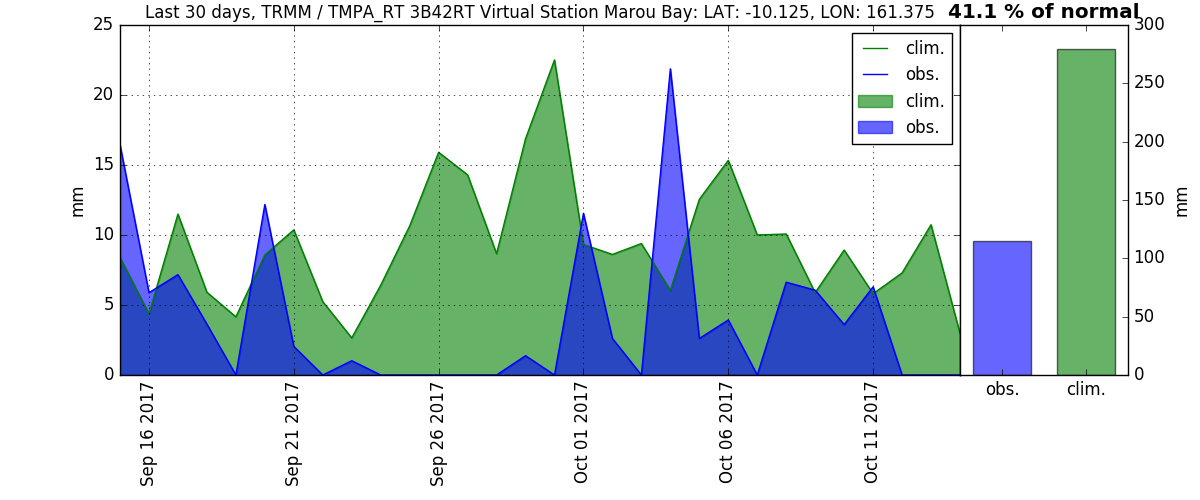 Last 30 days, TRMM / TMPA_RT 3B42RT Virtual Station Marou Bay: LAT: -10.125, LON: 161.375
41.1 % of normal
25
20
15
10
5
0
mm
clim.
obs.
clim.
obs.
Sep 16 2017
Sep 21 2017
Sep 26 2017
Oct 01 2017
Oct 06 2017
Oct 11 2017
300
250
200
150
100
50
0
mm
obs.
clim.